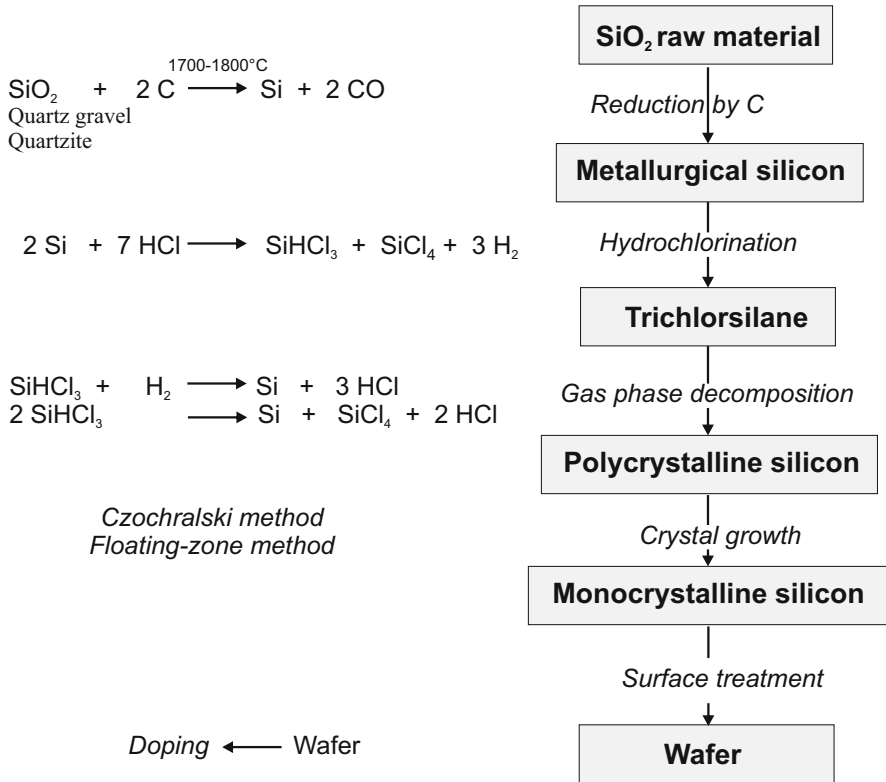 SiO₂ raw material
1700-1800°C
SiO₂ + 2 C ⟶ Si + 2 CO
Quartz gravel
Quartzite
Reduction by C
Metallurgical silicon
2 Si + 7 HCl ⟶ SiHCl₃ + SiCl₄ + 3 H₂
Hydrochlorination
Trichlorsilane
SiHCl₃ + H₂ ⟶ Si + 3 HCl
2 SiHCl₃ ⟶ Si + SiCl₄ + 2 HCl
Gas phase decomposition
Polycrystalline silicon
Czochralski method
Floating-zone method
Crystal growth
Monocrystalline silicon
Surface treatment
Doping ⟵ Wafer
Wafer